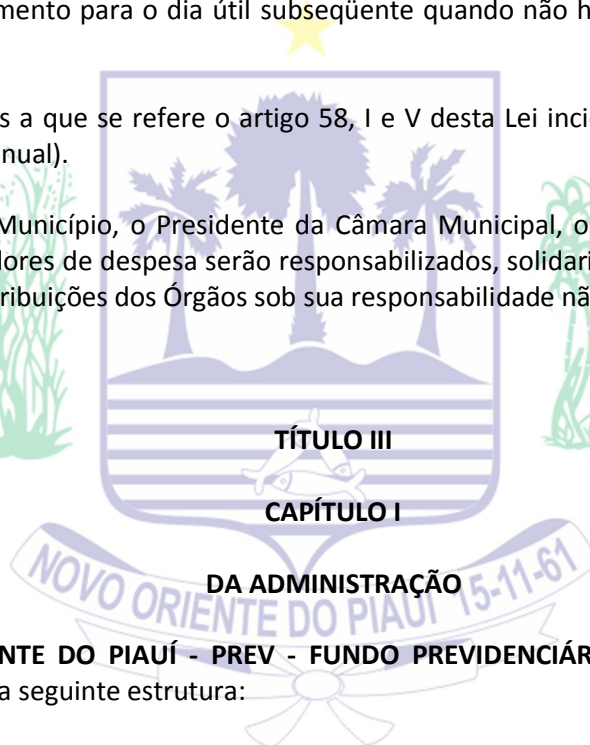 mento para o dia útil subseqüente quando não h
s a que se refere o artigo 58, I e V desta Lei inci
nual).
Município, o Presidente da Câmara Municipal, o
lores de despesa serão responsabilizados, solidari
ribuições dos Órgãos sob sua responsabilidade nã
TÍTULO III
CAPÍTULO I
DA ADMINISTRAÇÃO
NOVO ORIENTE DO PIAUÍ 15-11-61
NTE DO PIAUÍ - PREV - FUNDO PREVIDENCIÁR
a seguinte estrutura: